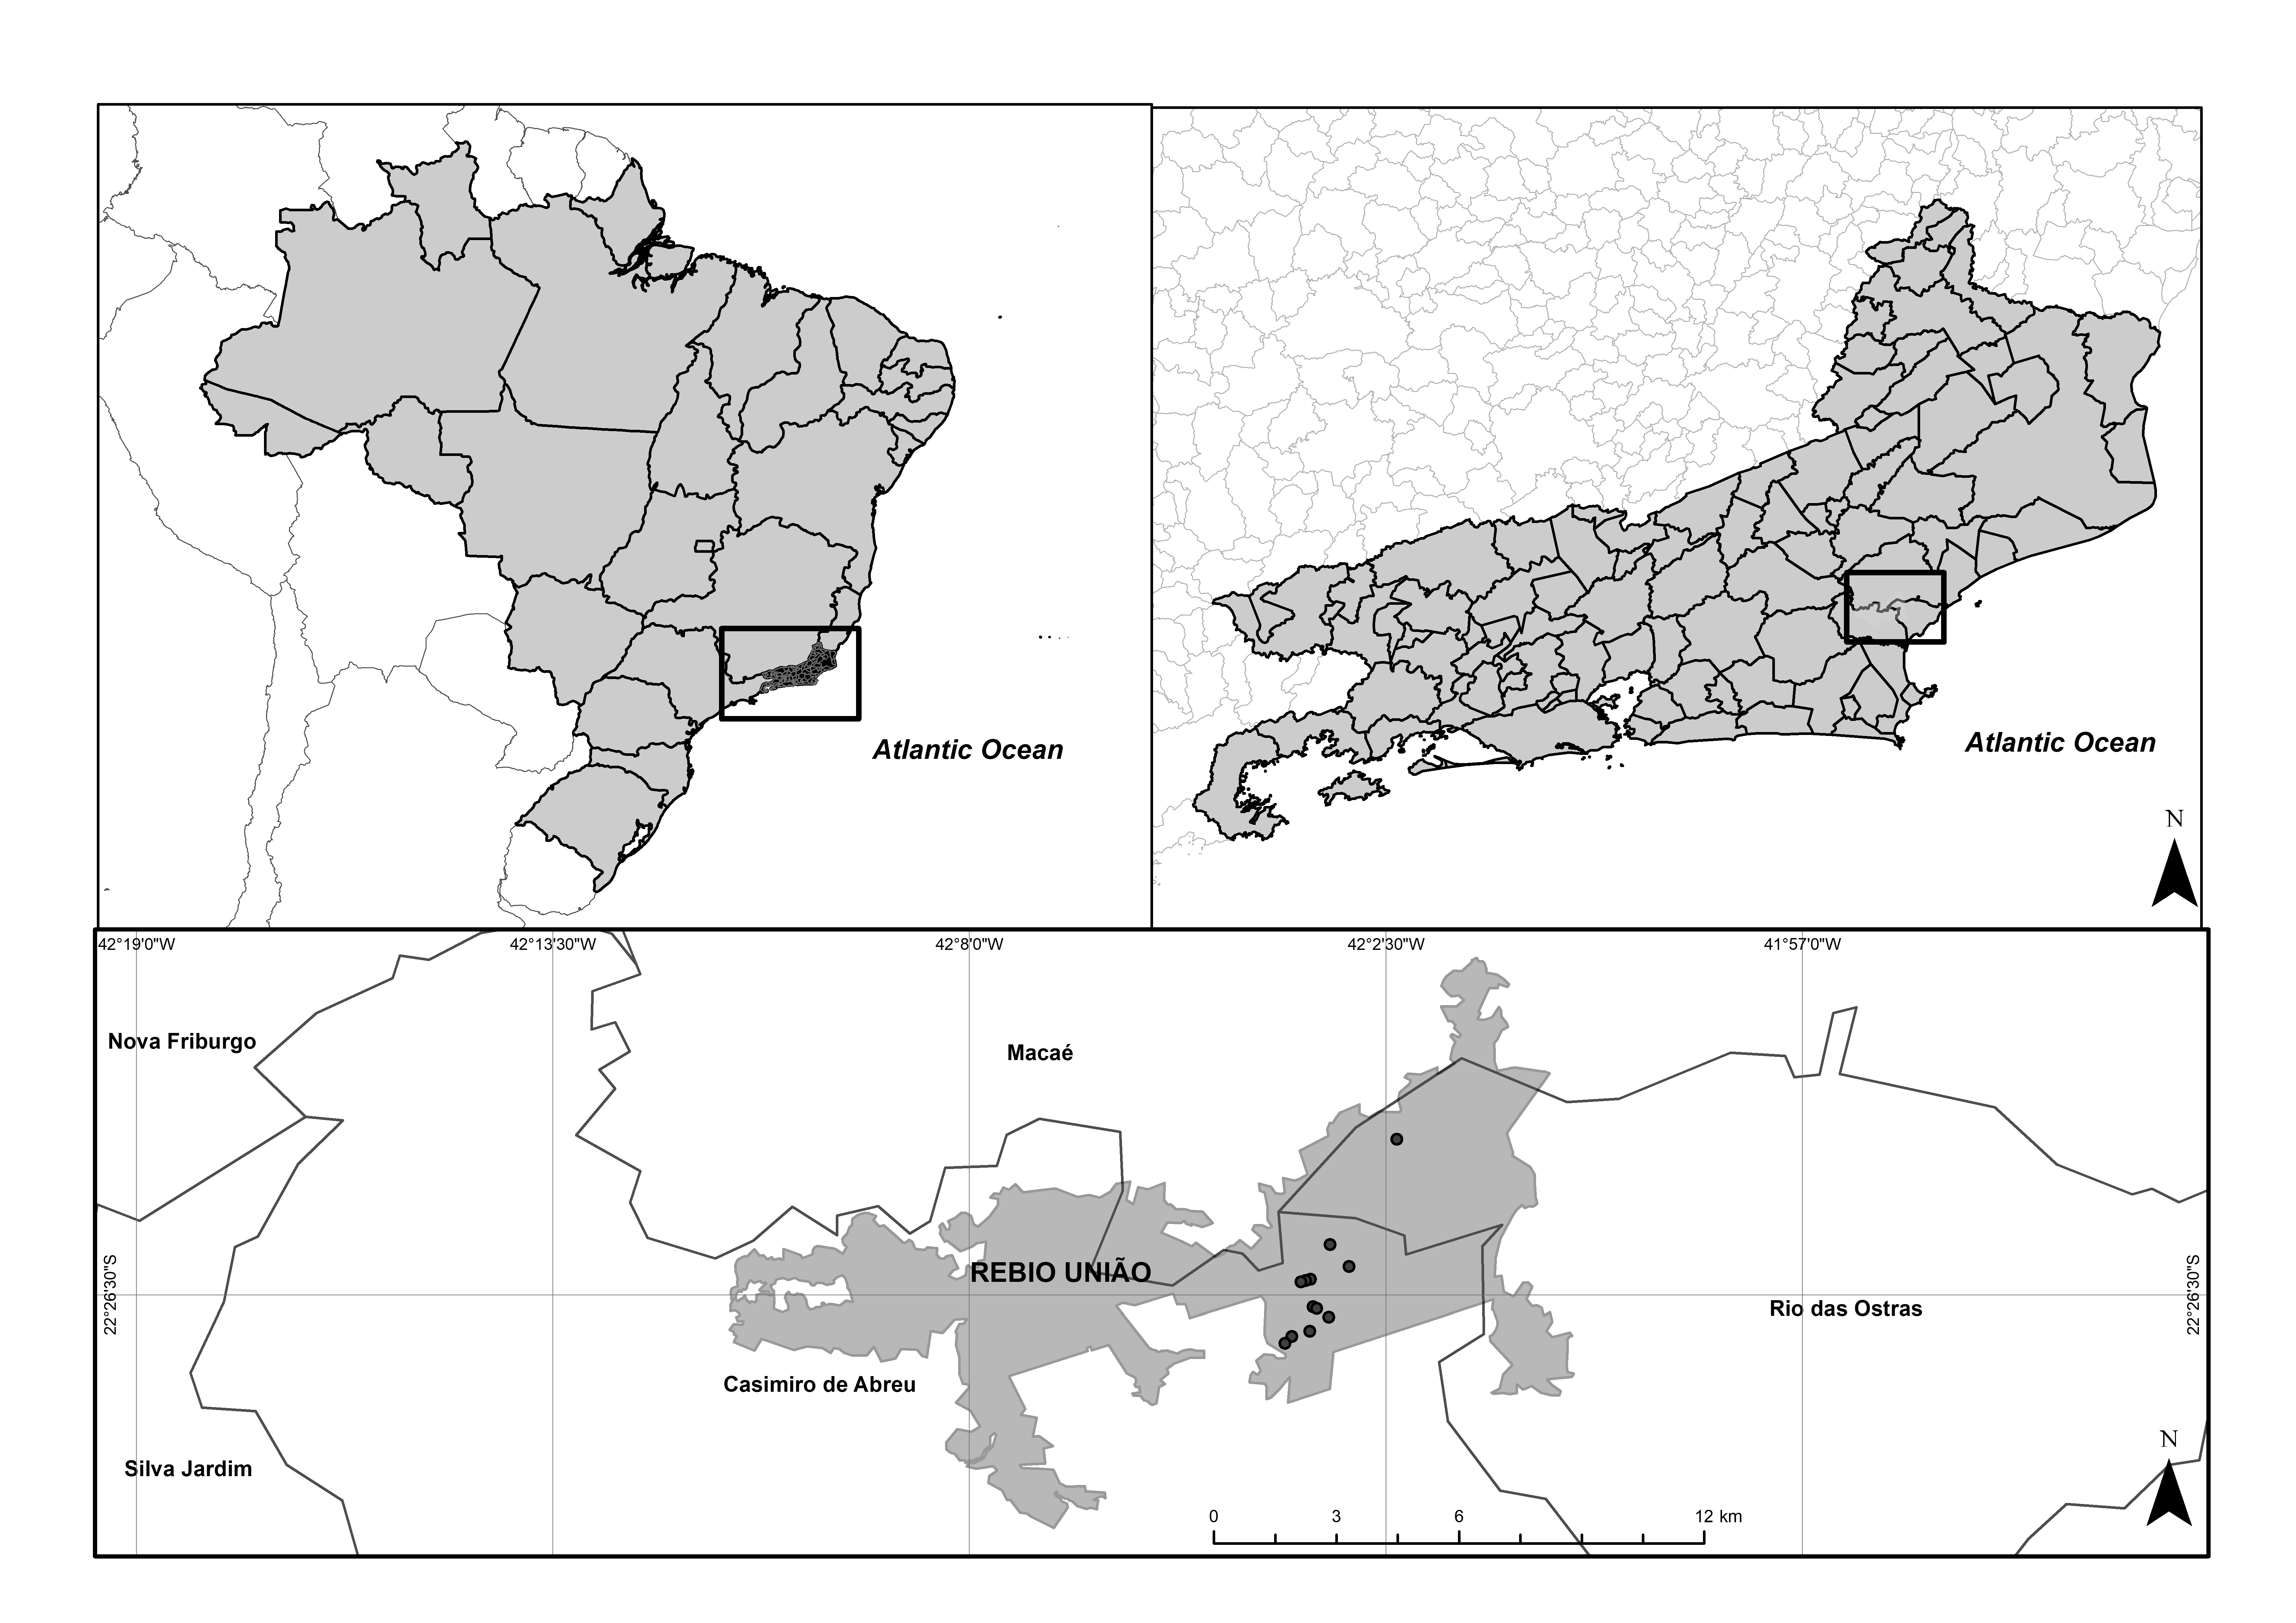 Atlantic Ocean
Atlantic Ocean
N
42°19'0"W 42°13'30"W 42°8'0"W 42°2'30"W 41°57'0"W
Nova Friburgo
Macaé
22°26'30"S
REBIO UNIÃO
22°26'30"S
Rio das Ostras
Casimiro de Abreu
Silva Jardim
N
0 3 6 12 km